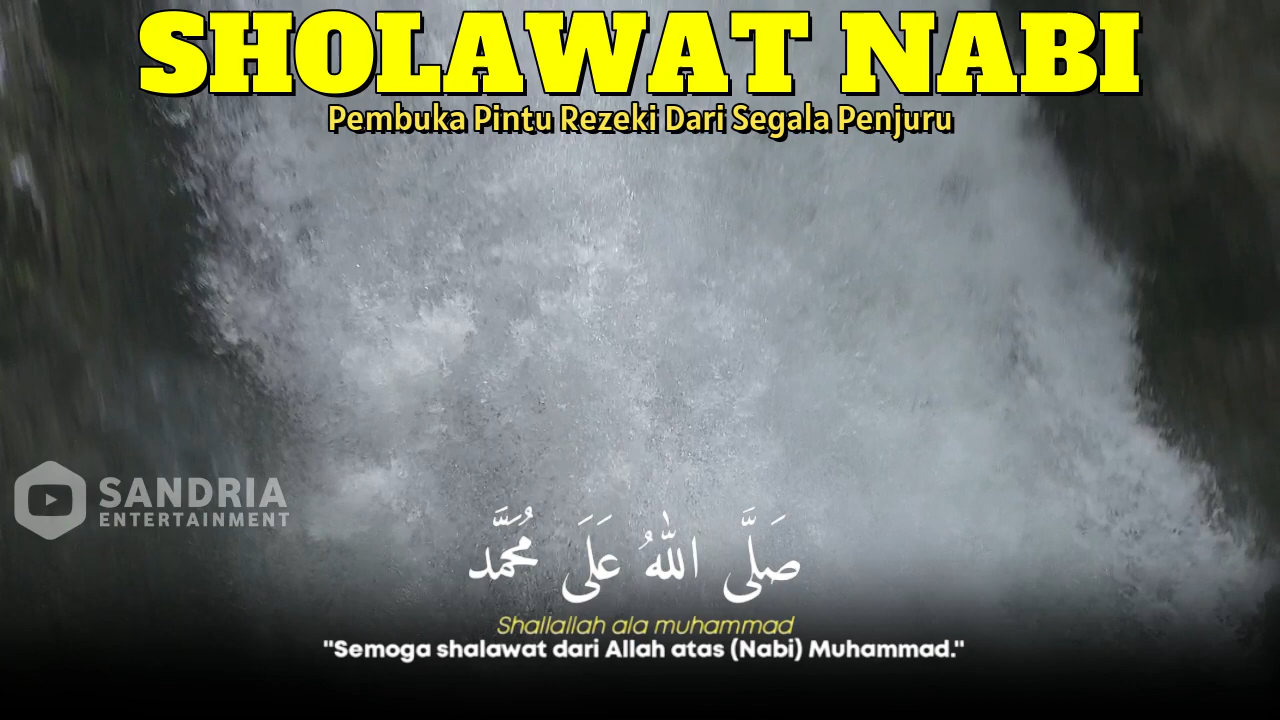 SHOLAWAT NABI
Pembuka Pintu Rezeki Dari Segala Penjuru
SANDRIA
ENTERTAINMENT
صَلَّى اللهُ عَلَى مُحَمَّد
Shallallah ala muhammad
"Semoga shalawat dari Allah atas (Nabi) Muhammad."